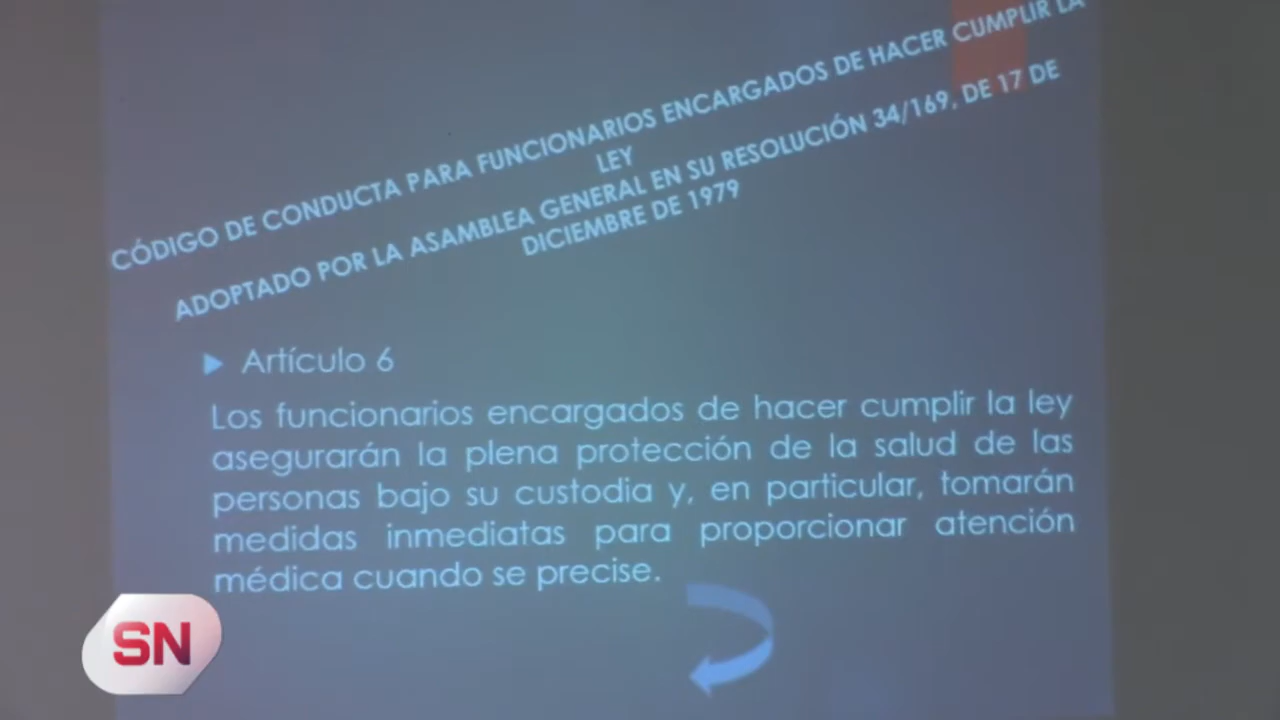 CÓDIGO DE CONDUCTA PARA FUNCIONARIOS ENCARGADOS DE HACER CUMPLIR LA
LEY
ADOPTADO POR LA ASAMBLEA GENERAL EN SU RESOLUCIÓN 34/169, DE 17 DE
DICIEMBRE DE 1979
Artículo 6
Los funcionarios encargados de hacer cumplir la ley
asegurarán la plena protección de la salud de las
personas bajo su custodia y, en particular, tomarán
medidas inmediatas para proporcionar atención
médica cuando se precise.
SN